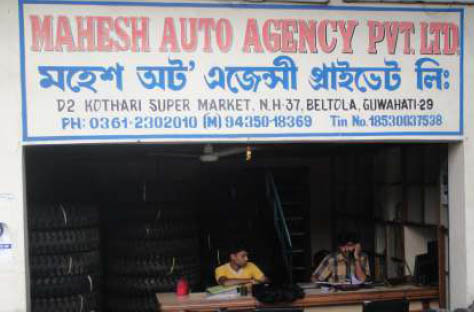 MAHESH AUTO AGENCY PVT. LTD.
মহেশ অট' এজেন্সী প্রাইভেট লিঃ
D2 KOTHARI SUPER MARKET, N.H-37, BELTOLA, GUWAHATI-29
PH: 0361-2302010 (M) 94350-18369 Tin No. 18530037538